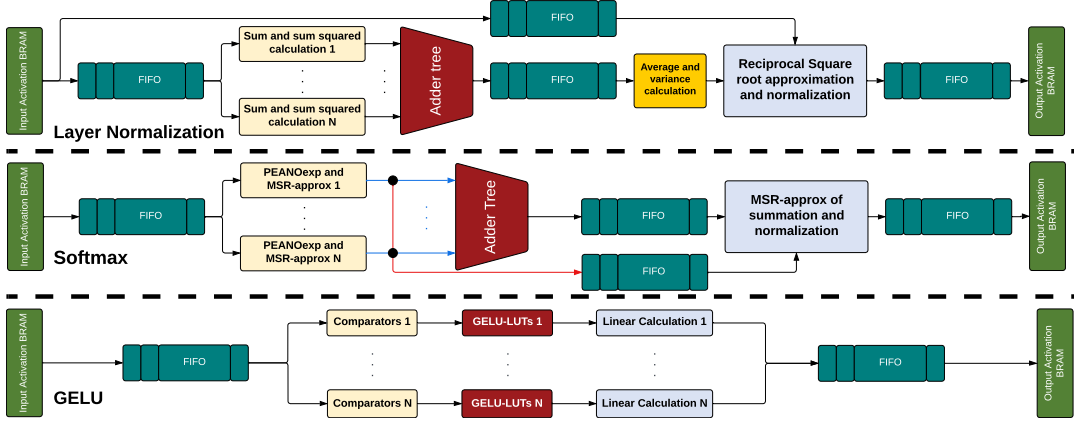 FIFO
Input Activation BRAM
FIFO
Sum and sum squared
calculation 1
Sum and sum squared
calculation N
Adder tree
FIFO
Average and
variance
calculation
Reciprocal Square
root approximation
and normalization
FIFO
Output Activation
BRAM
Layer Normalization
Input Activation BRAM
FIFO
PEANOexp and
MSR-approx 1
PEANOexp and
MSR-approx N
Adder Tree
FIFO
FIFO
MSR-approx of
summation and
normalization
FIFO
Output Activation
BRAM
Softmax
Input Activation BRAM
FIFO
Comparators 1
GELU-LUTs 1
Linear Calculation 1
Comparators N
GELU-LUTs N
Linear Calculation N
FIFO
Output Activation
BRAM
GELU